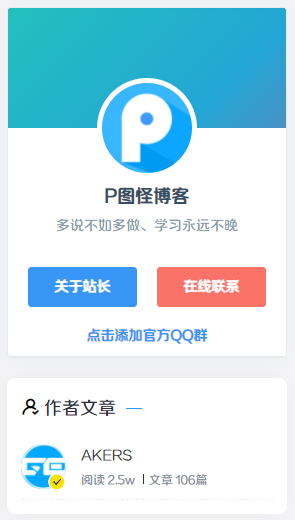 P
P图怪博客
多说不如多做、学习永远不晚
关于站长
在线联系
点击添加官方QQ群
作者文章
AKERS
阅读 2.5w | 文章 106篇